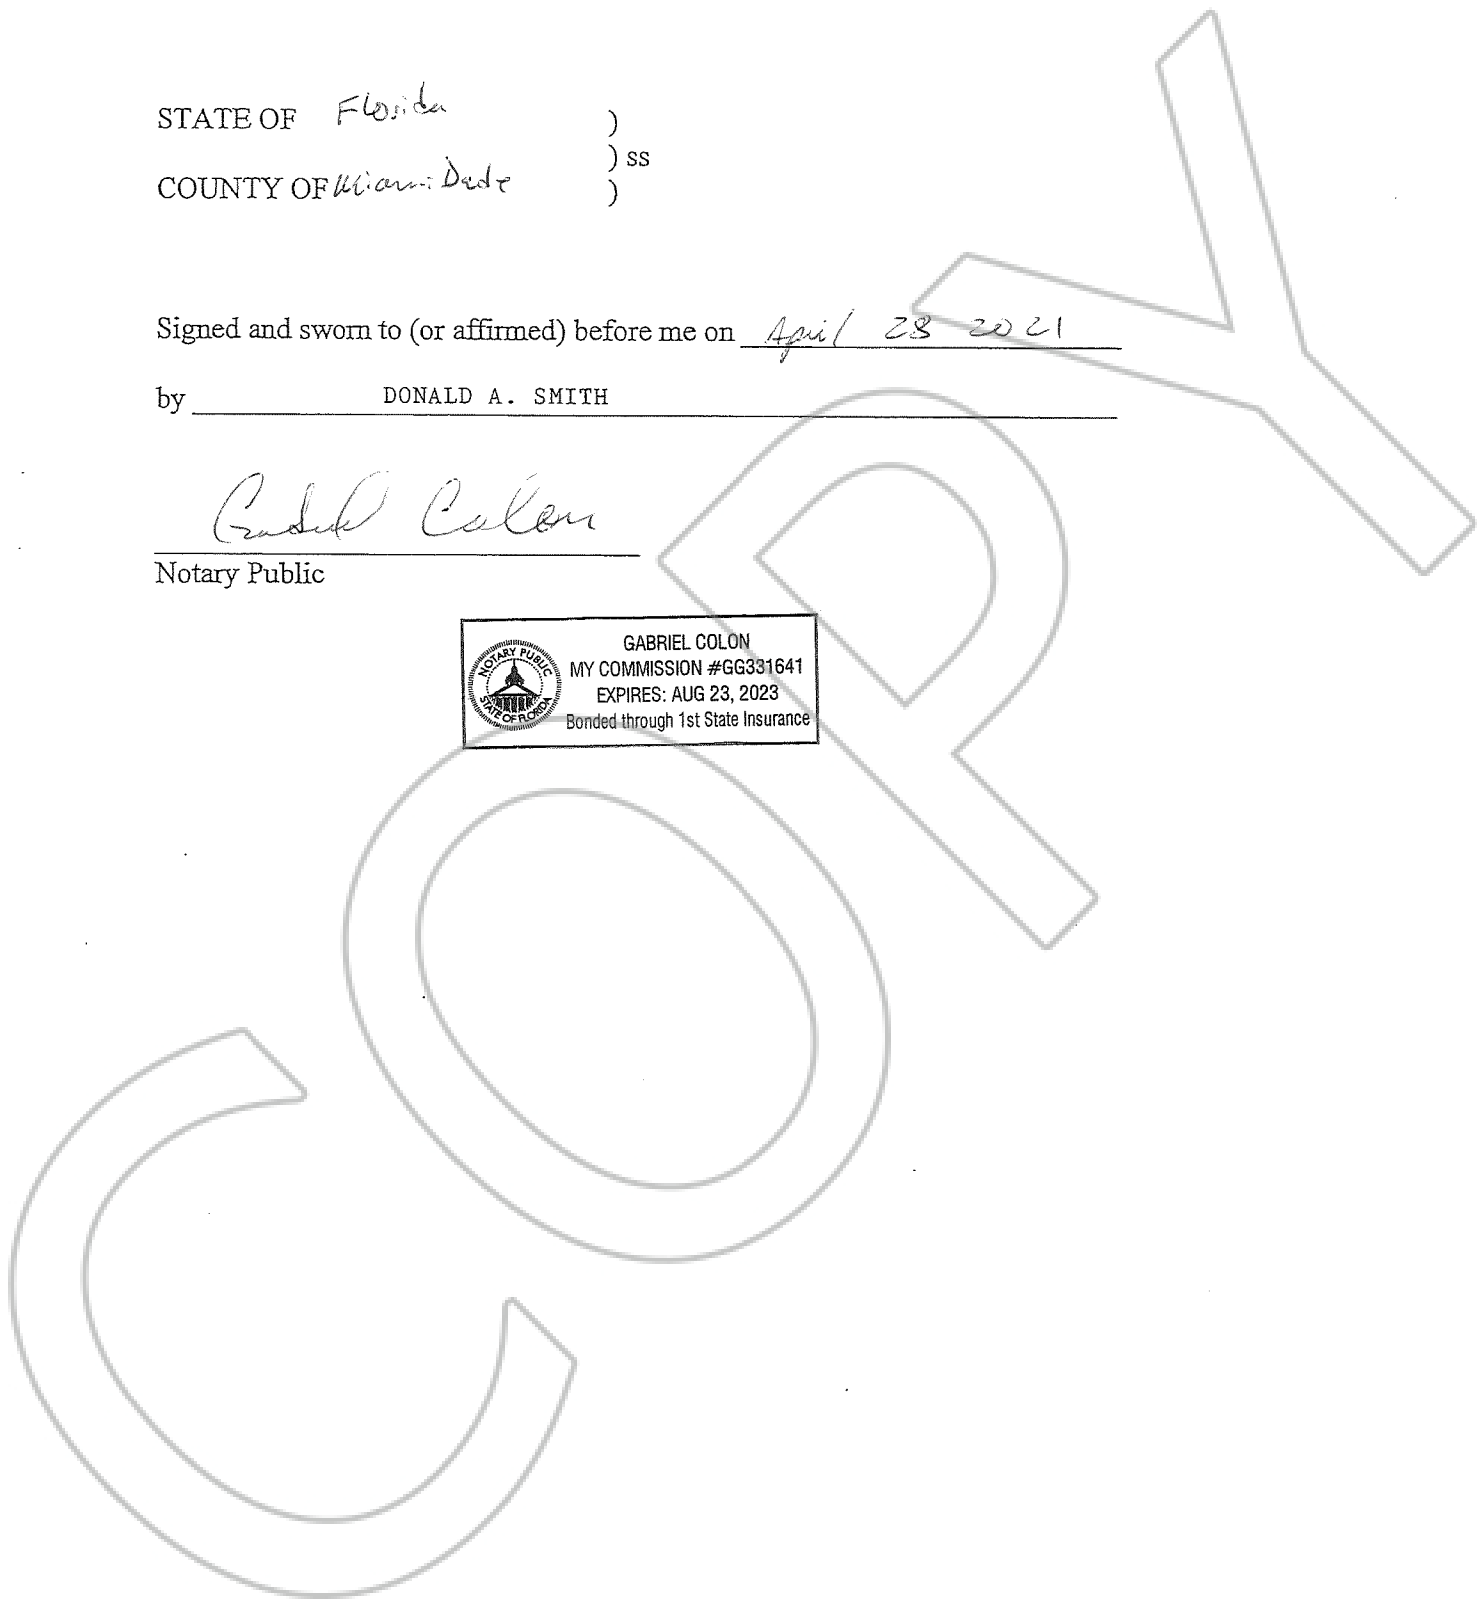 STATE OF Florida )
) ss
COUNTY OF Miami Dade )
Signed and sworn to (or affirmed) before me on April 28 2021
by DONALD A. SMITH
Gabriel Colon
Notary Public
NOTARY PUBLIC
STATE OF FLORIDA
GABRIEL COLON
MY COMMISSION #GG331641
EXPIRES: AUG 23, 2023
Bonded through 1st State Insurance
COPY